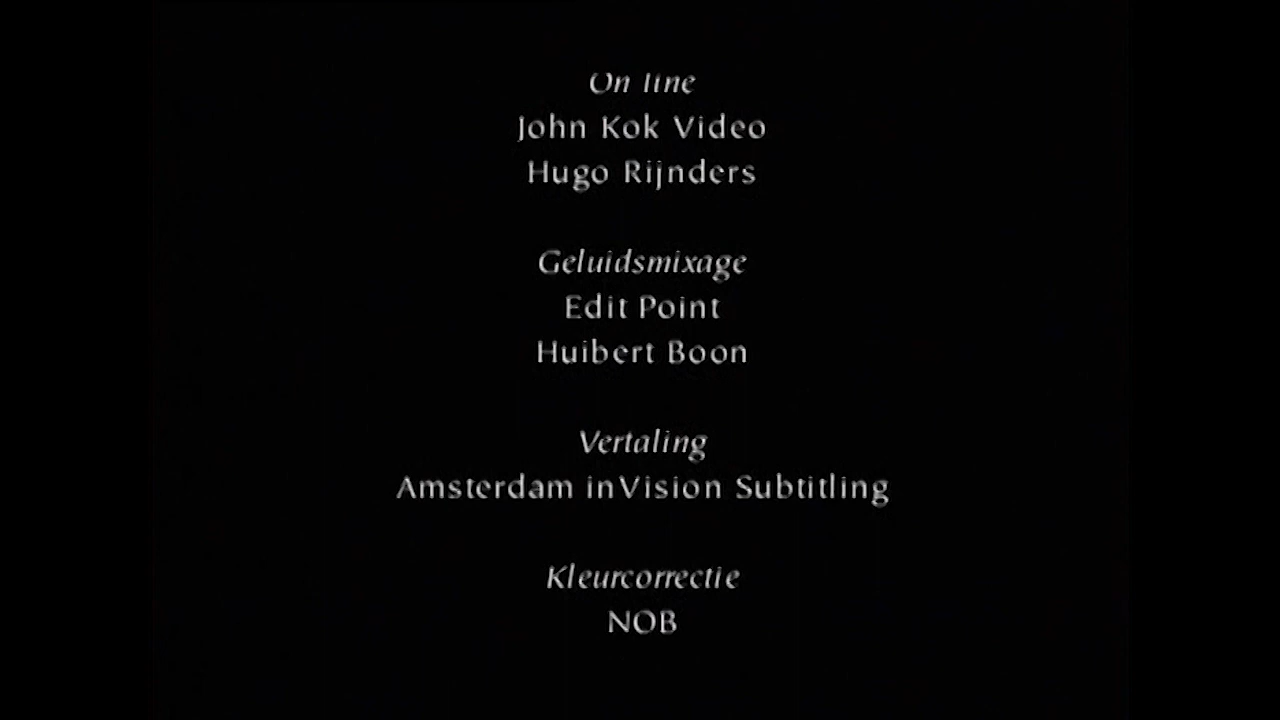 On line
John Kok Video
Hugo Rijnders
Geluidsmixage
Edit Point
Huibert Boon
Vertaling
Amsterdam inVision Subtitling
Kleurcorrectie
NOB